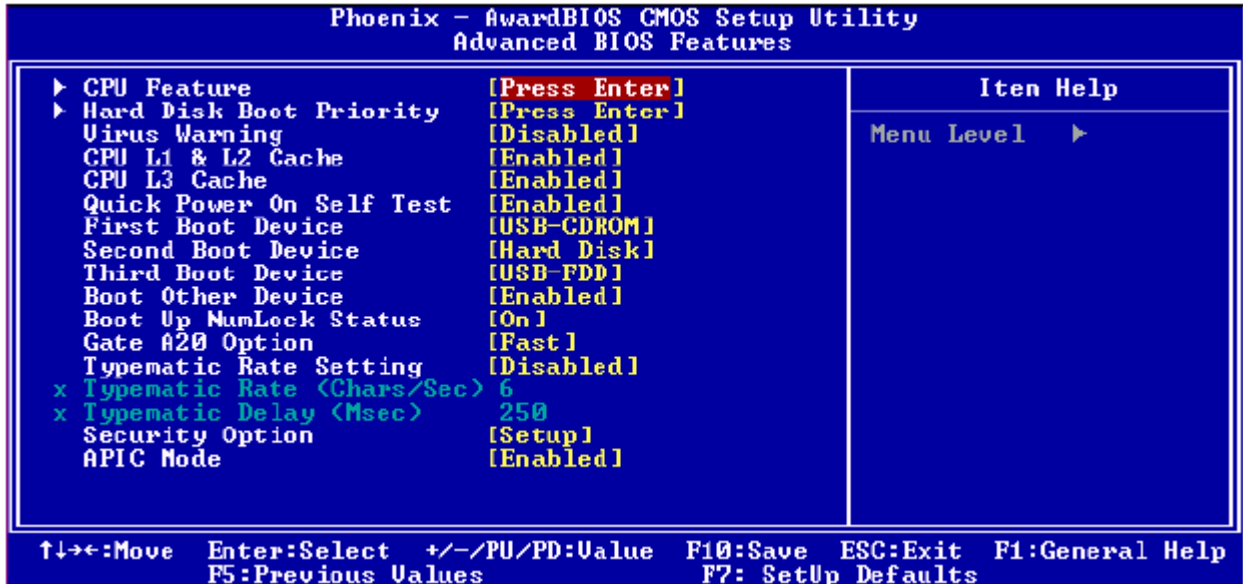 Phoenix - AwardBIOS CMOS Setup Utility
Advanced BIOS Features
▶ CPU Feature [Press Enter]
▶ Hard Disk Boot Priority [Press Enter]
Virus Warning [Disabled]
CPU L1 & L2 Cache [Enabled]
CPU L3 Cache [Enabled]
Quick Power On Self Test [Enabled]
First Boot Device [USB-CDROM]
Second Boot Device [Hard Disk]
Third Boot Device [USB-FDD]
Boot Other Device [Enabled]
Boot Up NumLock Status [On]
Gate A20 Option [Fast]
Typematic Rate Setting [Disabled]
x Typematic Rate (Chars/Sec) 6
x Typematic Delay (Msec) 250
Security Option [Setup]
APIC Mode [Enabled]
Iten Help
Menu Level ▶
↑↓→←:Move Enter:Select +/-/PU/PD:Value F10:Save ESC:Exit F1:General Help
F5:Previous Values F7: SetUp Defaults